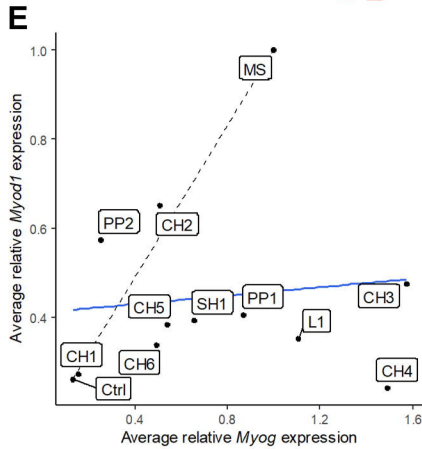 E
Average relative Myod1 expression
1.0
0.8
0.6
0.4
MS
PP2
CH2
CH5
SH1
PP1
CH3
L1
CH1
CH6
Ctrl
CH4
0.4
0.8
1.2
1.6
Average relative Myog expression